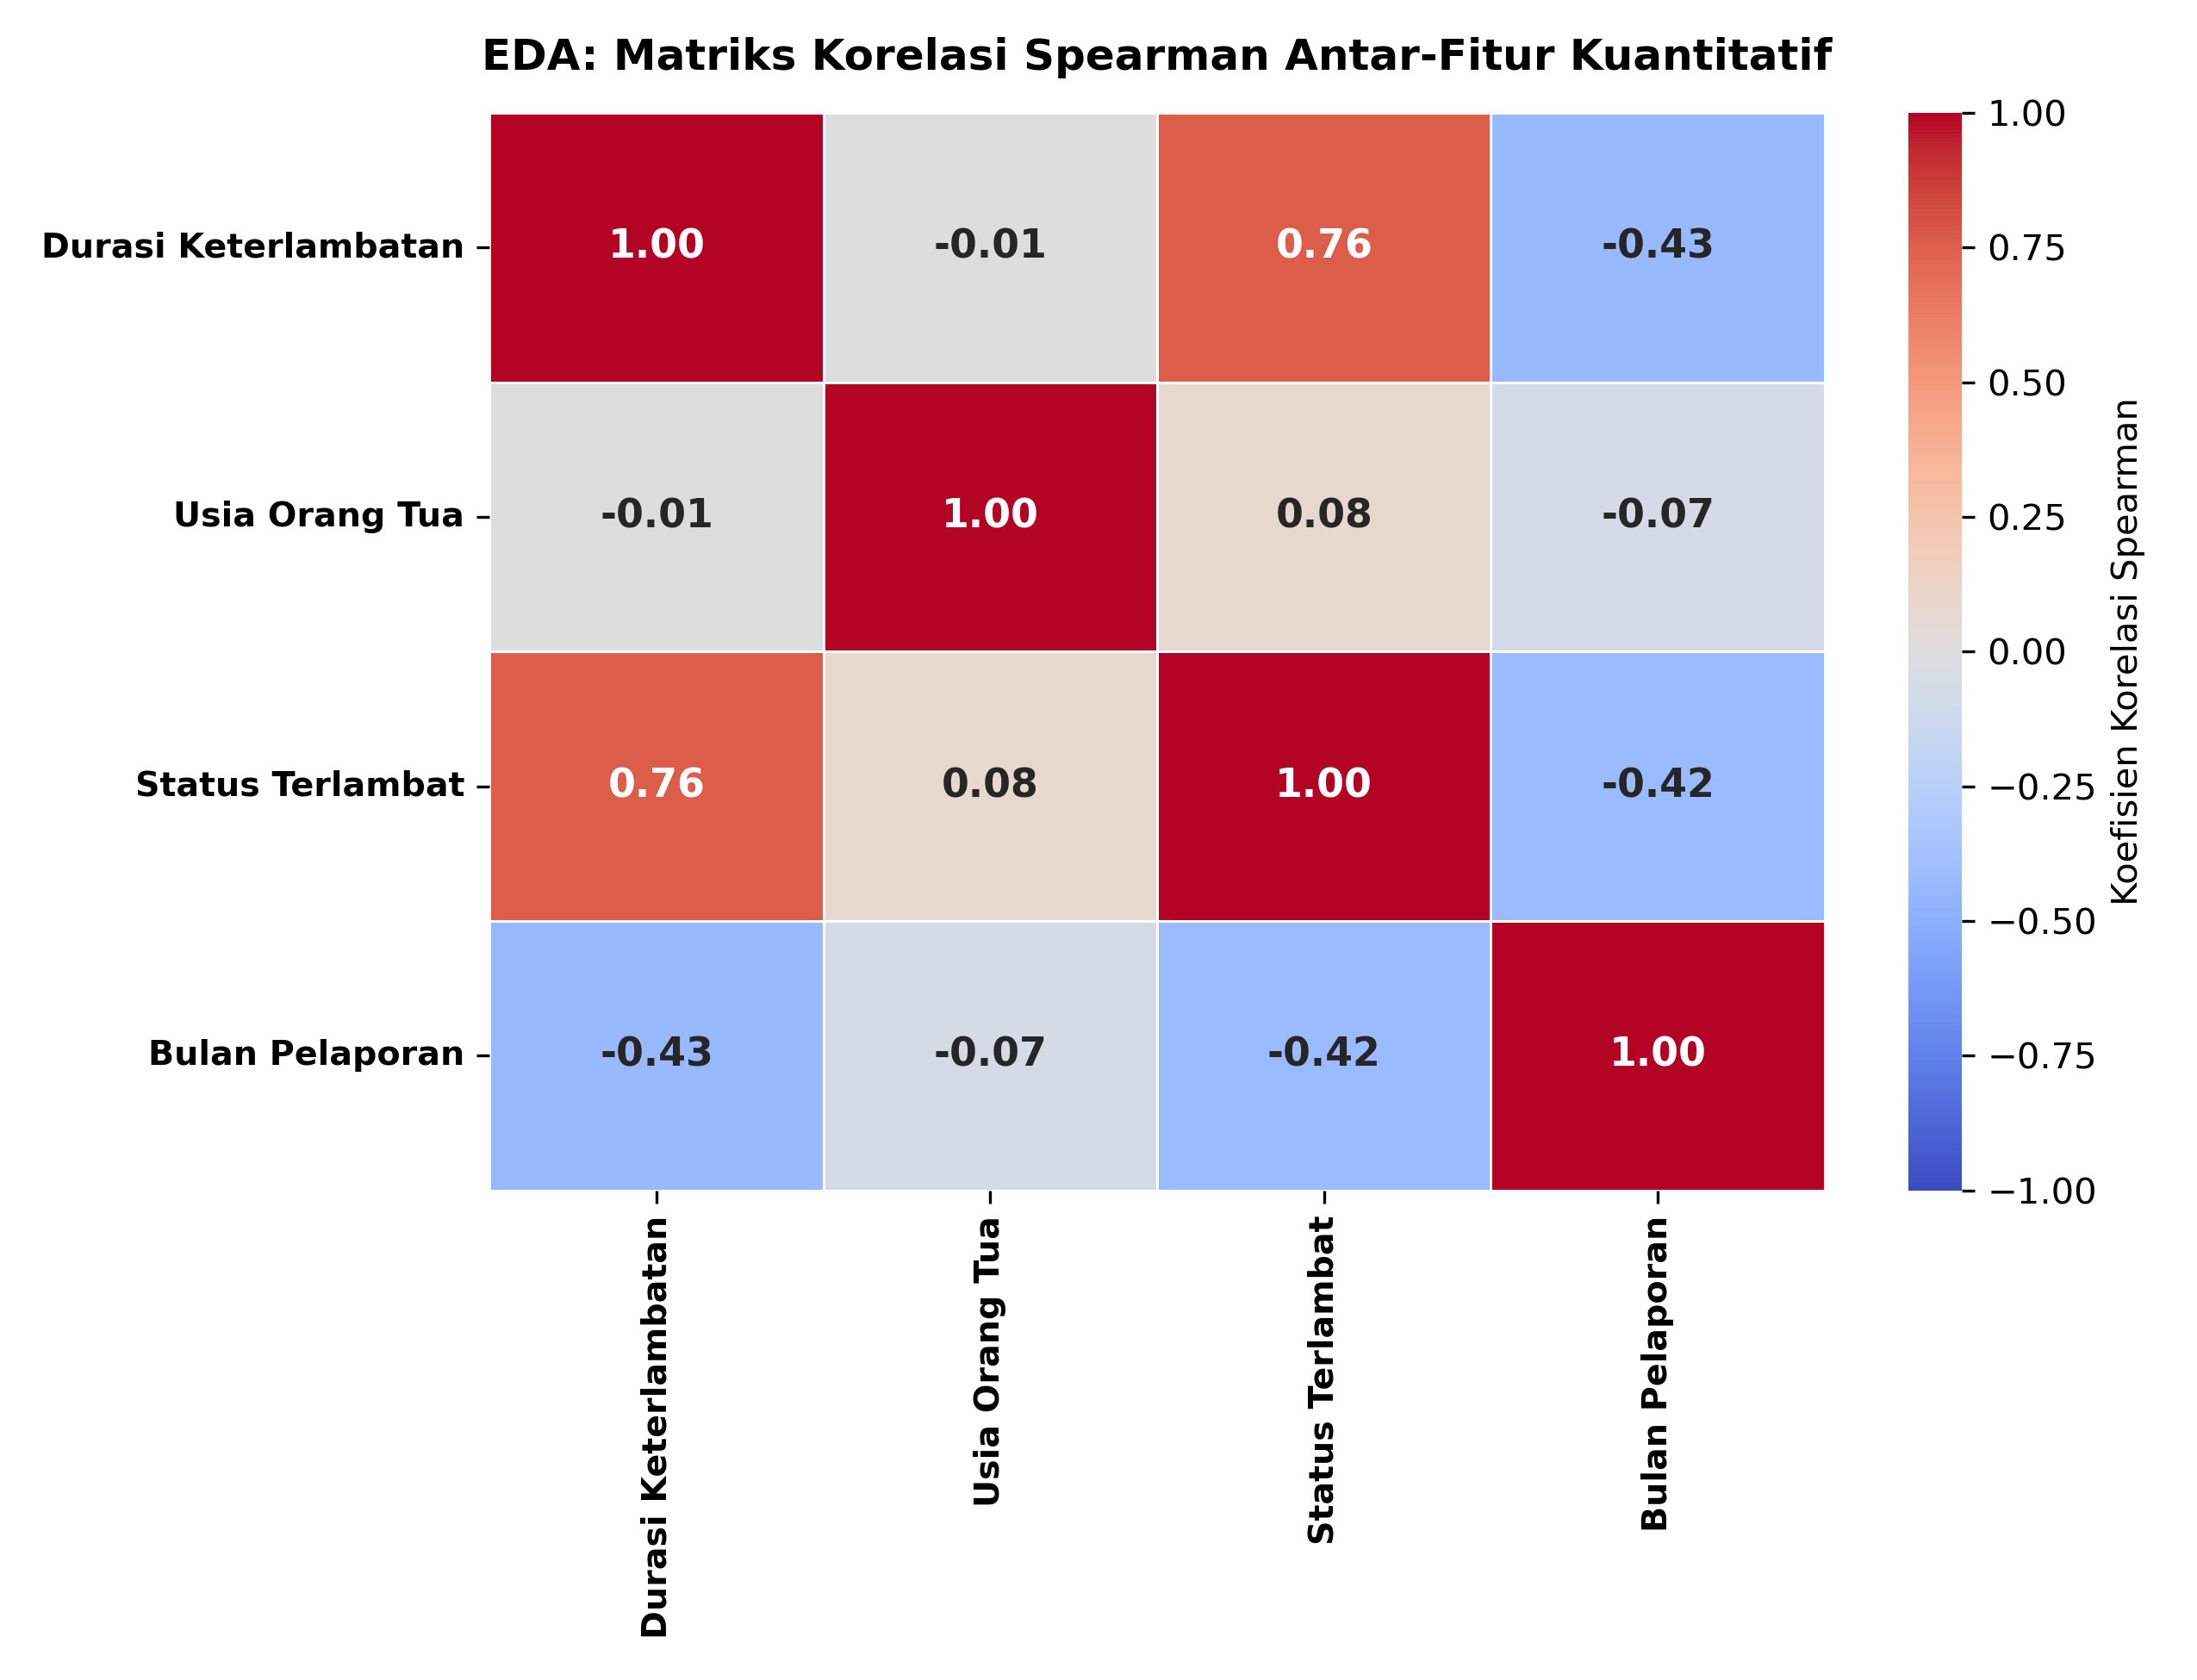 EDA: Matriks Korelasi Spearman Antar-Fitur Kuantitatif
Durasi Keterlambatan 1.00 -0.01 0.76 -0.43
Usia Orang Tua -0.01 1.00 0.08 -0.07
Status Terlambat 0.76 0.08 1.00 -0.42
Bulan Pelaporan -0.43 -0.07 -0.42 1.00
Durasi Keterlambatan
Usia Orang Tua
Status Terlambat
Bulan Pelaporan
1.00
0.75
0.50
0.25
0.00
−0.25
−0.50
−0.75
−1.00
Koefisien Korelasi Spearman